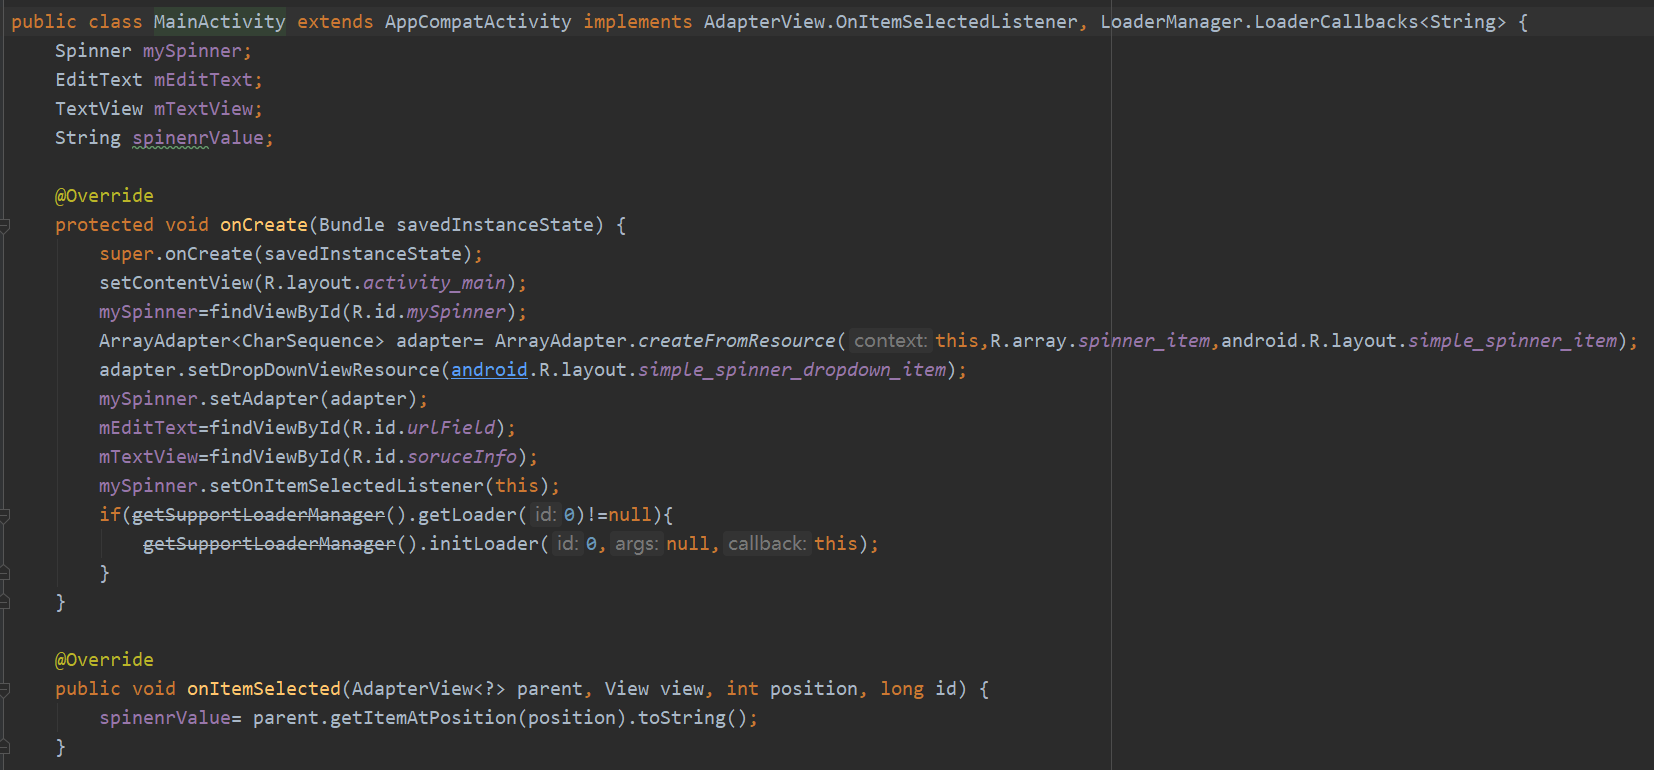 public class MainActivity extends AppCompatActivity implements AdapterView.OnItemSelectedListener, LoaderManager.LoaderCallbacks<String> {
    Spinner mySpinner;
    EditText mEditText;
    TextView mTextView;
    String spinenrValue;

    @Override
    protected void onCreate(Bundle savedInstanceState) {
        super.onCreate(savedInstanceState);
        setContentView(R.layout.activity_main);
        mySpinner=findViewById(R.id.mySpinner);
        ArrayAdapter<CharSequence> adapter= ArrayAdapter.createFromResource( context: this,R.array.spinner_item,android.R.layout.simple_spinner_item);
        adapter.setDropDownViewResource(android.R.layout.simple_spinner_dropdown_item);
        mySpinner.setAdapter(adapter);
        mEditText=findViewById(R.id.urlField);
        mTextView=findViewById(R.id.soruceInfo);
        mySpinner.setOnItemSelectedListener(this);
        if(getSupportLoaderManager().getLoader( id: 0)!=null){
            getSupportLoaderManager().initLoader( id: 0, args: null, callback: this);
        }
    }

    @Override
    public void onItemSelected(AdapterView<?> parent, View view, int position, long id) {
        spinenrValue= parent.getItemAtPosition(position).toString();
    }